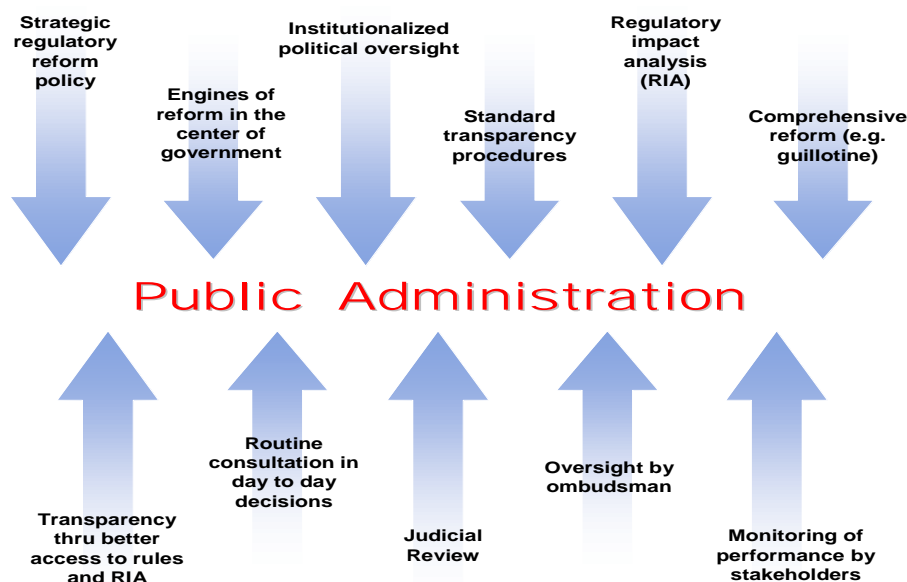 Strategic
regulatory
reform
policy
Engines of
reform in the
center of
government
Institutionalized
political oversight
Standard
transparency
procedures
Regulatory
impact
analysis
(RIA)
Comprehensive
reform (e.g.
guillotine)
Public Administration
Transparency
thru better
access to rules
and RIA
Routine
consultation in
day to day
decisions
Judicial
Review
Oversight by
ombudsman
Monitoring of
performance by
stakeholders